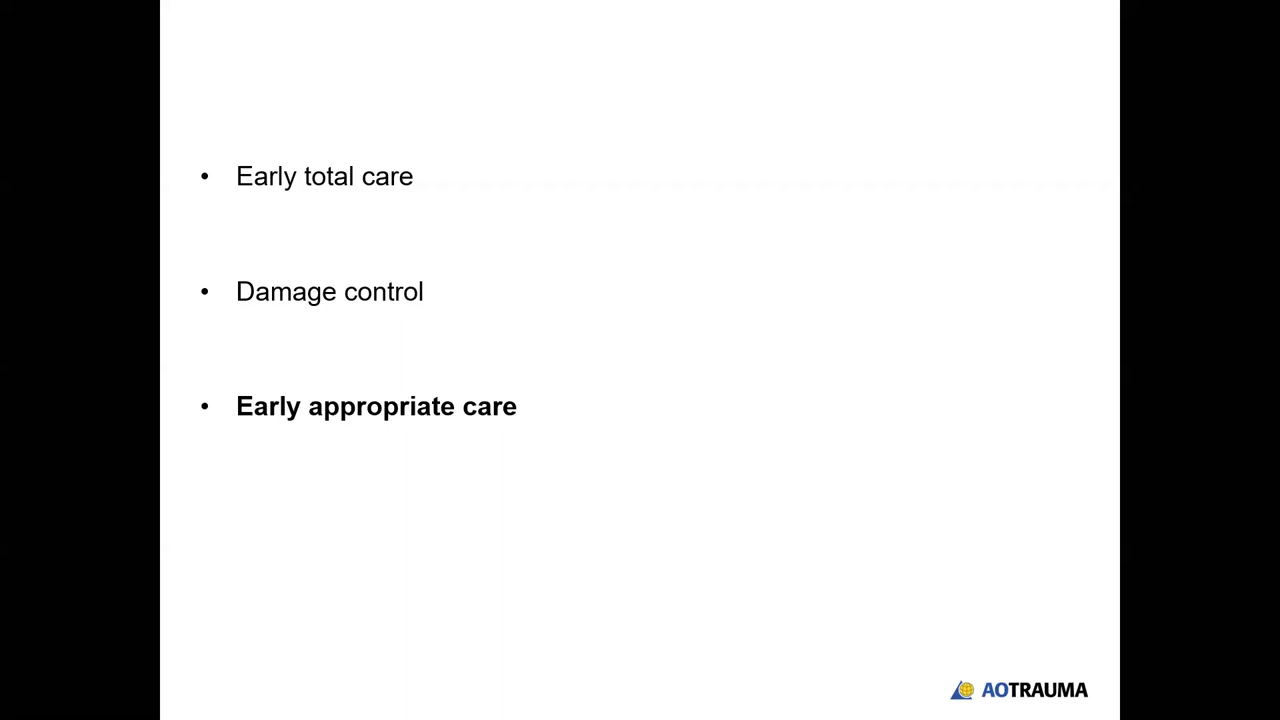 • Early total care
• Damage control
• Early appropriate care
AOTRAUMA